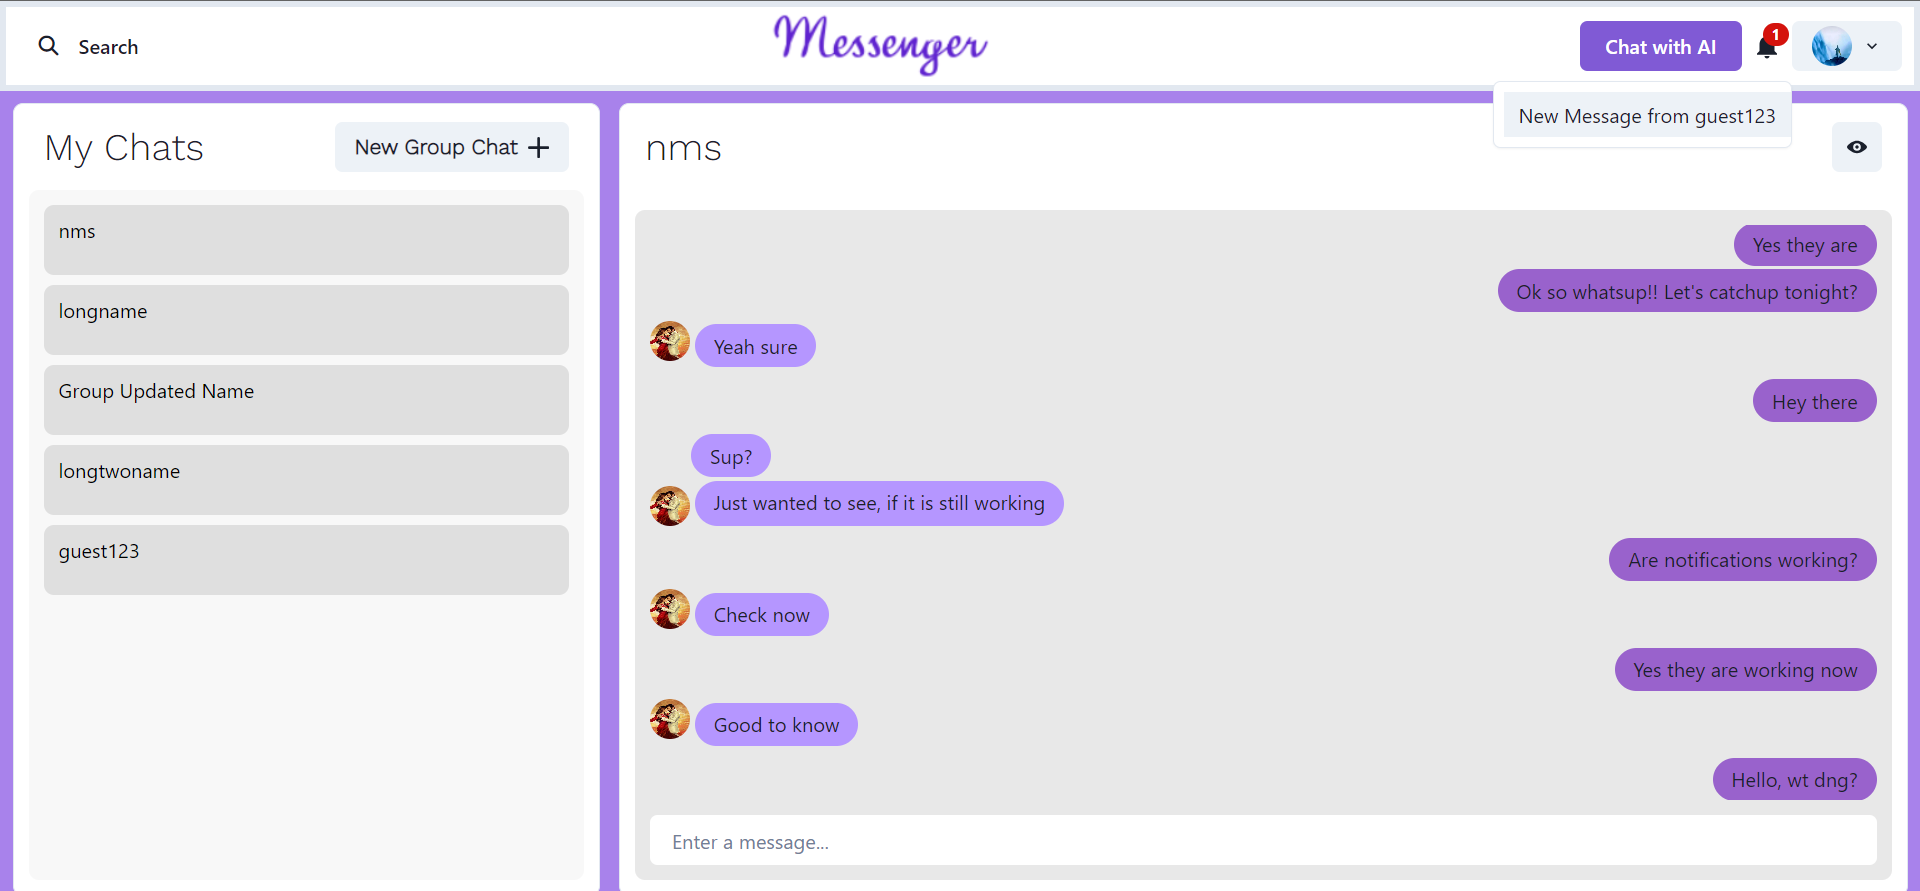 Search
Messenger
Chat with AI
1
New Message from guest123
My Chats
New Group Chat
nms
longname
Group Updated Name
longtwoname
guest123
nms
Yes they are
Ok so whatsup!! Let's catchup tonight?
Yeah sure
Hey there
Sup?
Just wanted to see, if it is still working
Are notifications working?
Check now
Yes they are working now
Good to know
Hello, wt dng?
Enter a message...